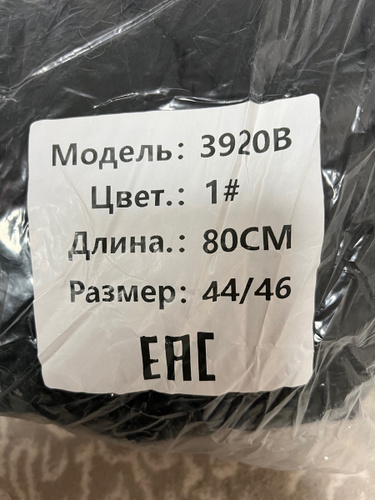 Модель: 3920B
Цвет.: 1#
Длина.: 80CM
Размер: 44/46
EAC